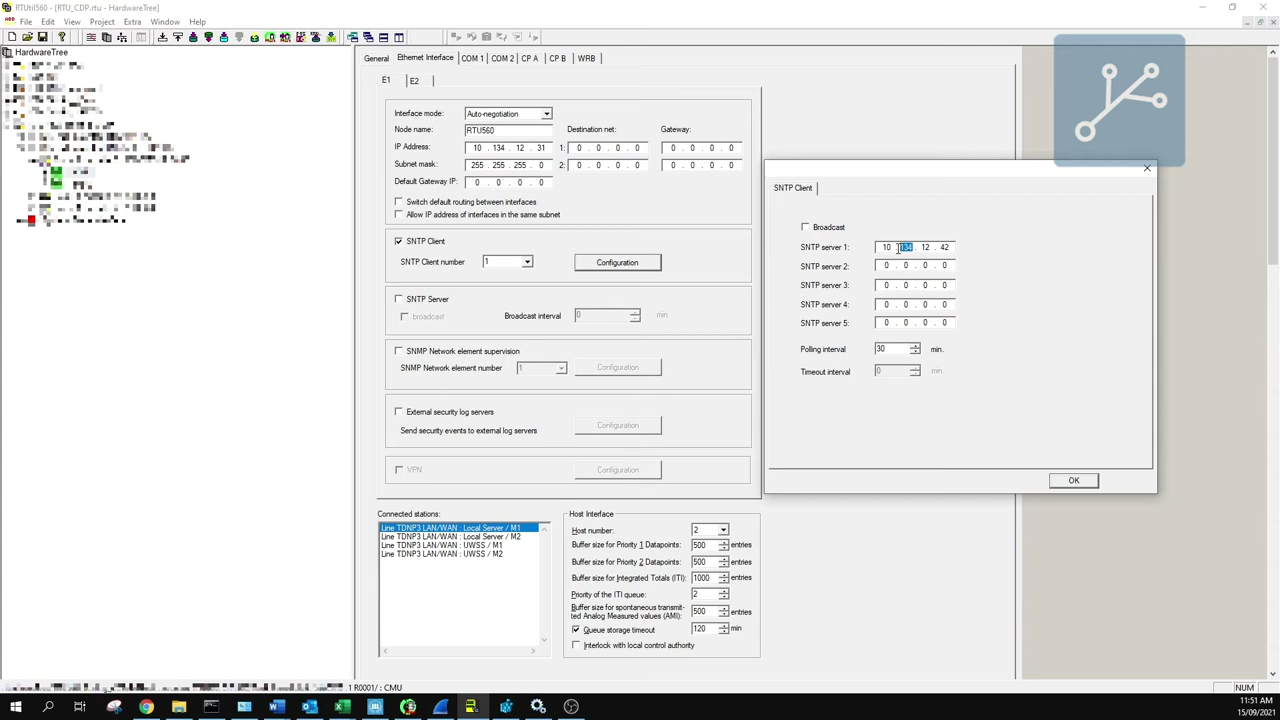 RTUtil560 - [RTU_CDP.rtu - HardwareTree]
File Edit View Project Extra Window Help
HardwareTree
General Ethernet Interface COM 1 COM 2 CP A CP B WRB
E1 E2
Interface mode: Auto-negotiation
Node name: RTU560 Destination net: Gateway:
IP Address: 10 . 134 . 12 . 31 1: 0 . 0 . 0 . 0 0 . 0 . 0 . 0
Subnet mask: 255 . 255 . 255 . 0 2: 0 . 0 . 0 . 0 0 . 0 . 0 . 0
Default Gateway IP: 0 . 0 . 0 . 0
Switch default routing between interfaces
Allow IP address of interfaces in the same subnet
SNTP Client
SNTP Client number 1 Configuration
SNTP Server
broadcast Broadcast interval 0 min.
SNMP Network element supervision
SNMP Network element number 1 Configuration
External security log servers
Send security events to external log servers Configuration
VPN Configuration
Connected stations:
Line TDNP3 LAN/WAN : Local Server / M1
Line TDNP3 LAN/WAN : Local Server / M2
Line TDNP3 LAN/WAN : UWSS / M1
Line TDNP3 LAN/WAN : UWSS / M2
Host Interface
Host number: 2
Buffer size for Priority 1 Datapoints: 500 entries
Buffer size for Priority 2 Datapoints: 500 entries
Buffer size for Integrated Totals (ITI): 1000 entries
Priority of the ITI queue: 2
Buffer size for spontaneous transmit-
ted Analog Measured values (AMI): 500 entries
Queue storage timeout 120 min
Interlock with local control authority
SNTP Client
Broadcast
SNTP server 1: 10 . 134 . 12 . 42
SNTP server 2: 0 . 0 . 0 . 0
SNTP server 3: 0 . 0 . 0 . 0
SNTP server 4: 0 . 0 . 0 . 0
SNTP server 5: 0 . 0 . 0 . 0
Polling interval 30 min.
Timeout interval 0 min.
OK
1 R0001/ : CMU
NUM
11:51 AM
15/09/2021